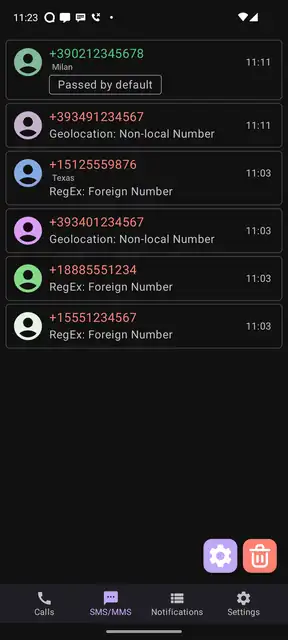 11:23
+390212345678
Milan
11:11
Passed by default
+393491234567
11:11
Geolocation: Non-local Number
+15125559876
Texas
11:03
RegEx: Foreign Number
+393401234567
11:03
Geolocation: Non-local Number
+18885551234
11:03
RegEx: Foreign Number
+15551234567
11:03
RegEx: Foreign Number
Calls
SMS/MMS
Notifications
Settings